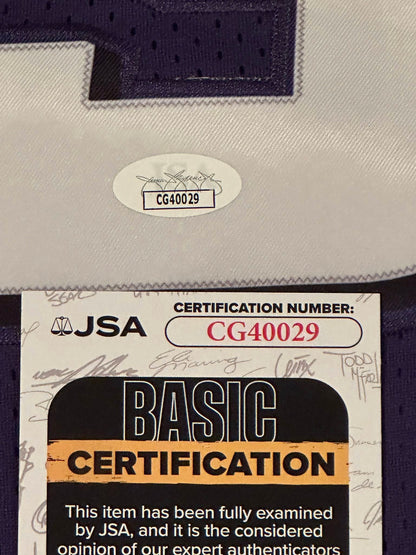 CG40029
JSA
CERTIFICATION NUMBER:
CG40029
BASIC
CERTIFICATION
This item has been fully examined
by JSA, and it is the considered
opinion of our expert authenticators